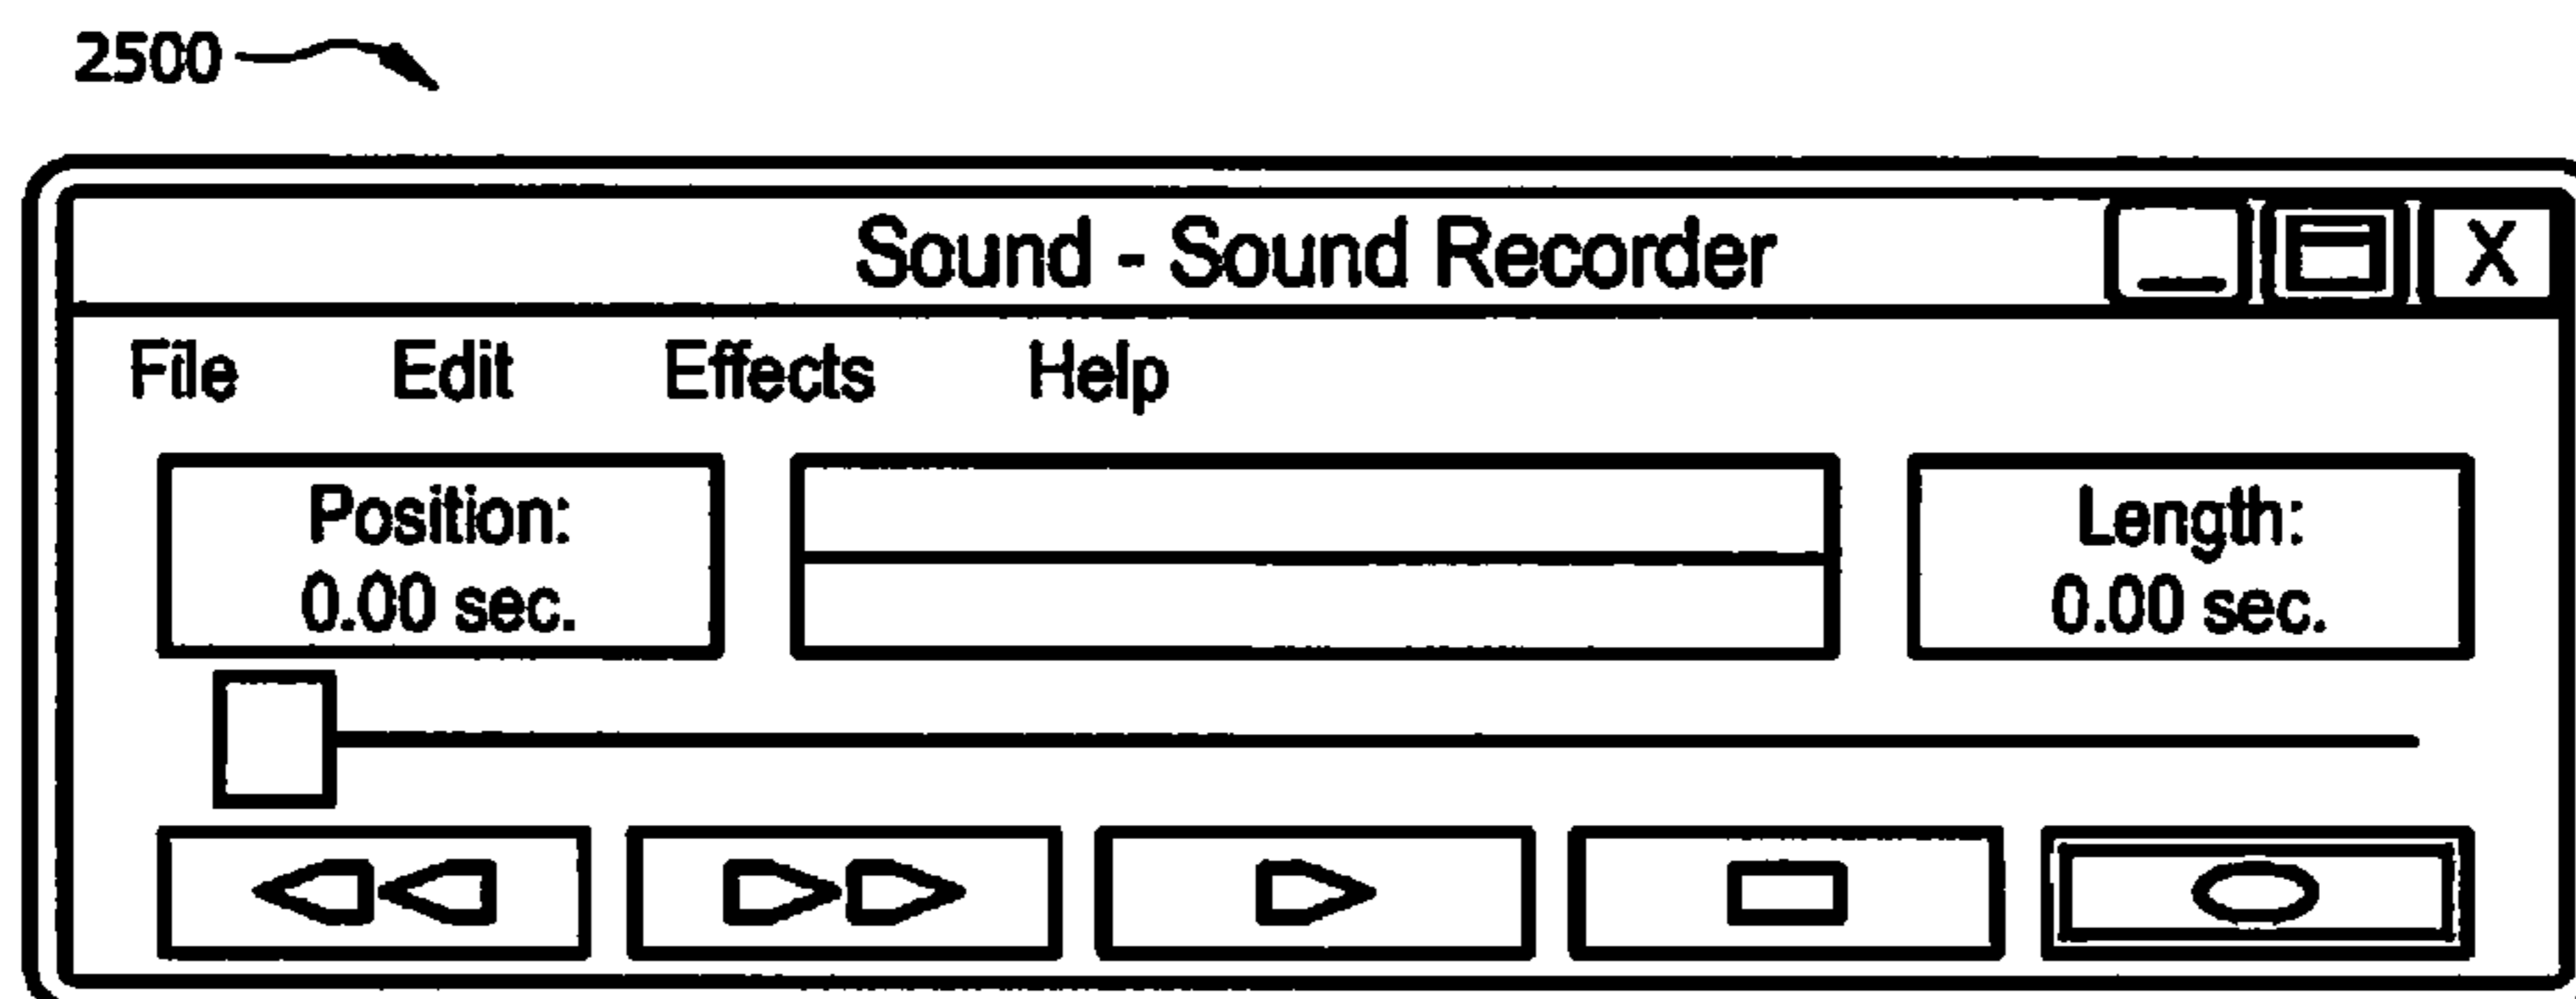 2500
Sound - Sound Recorder X
File Edit Effects Help
Position: Length:
0.00 sec. 0.00 sec.